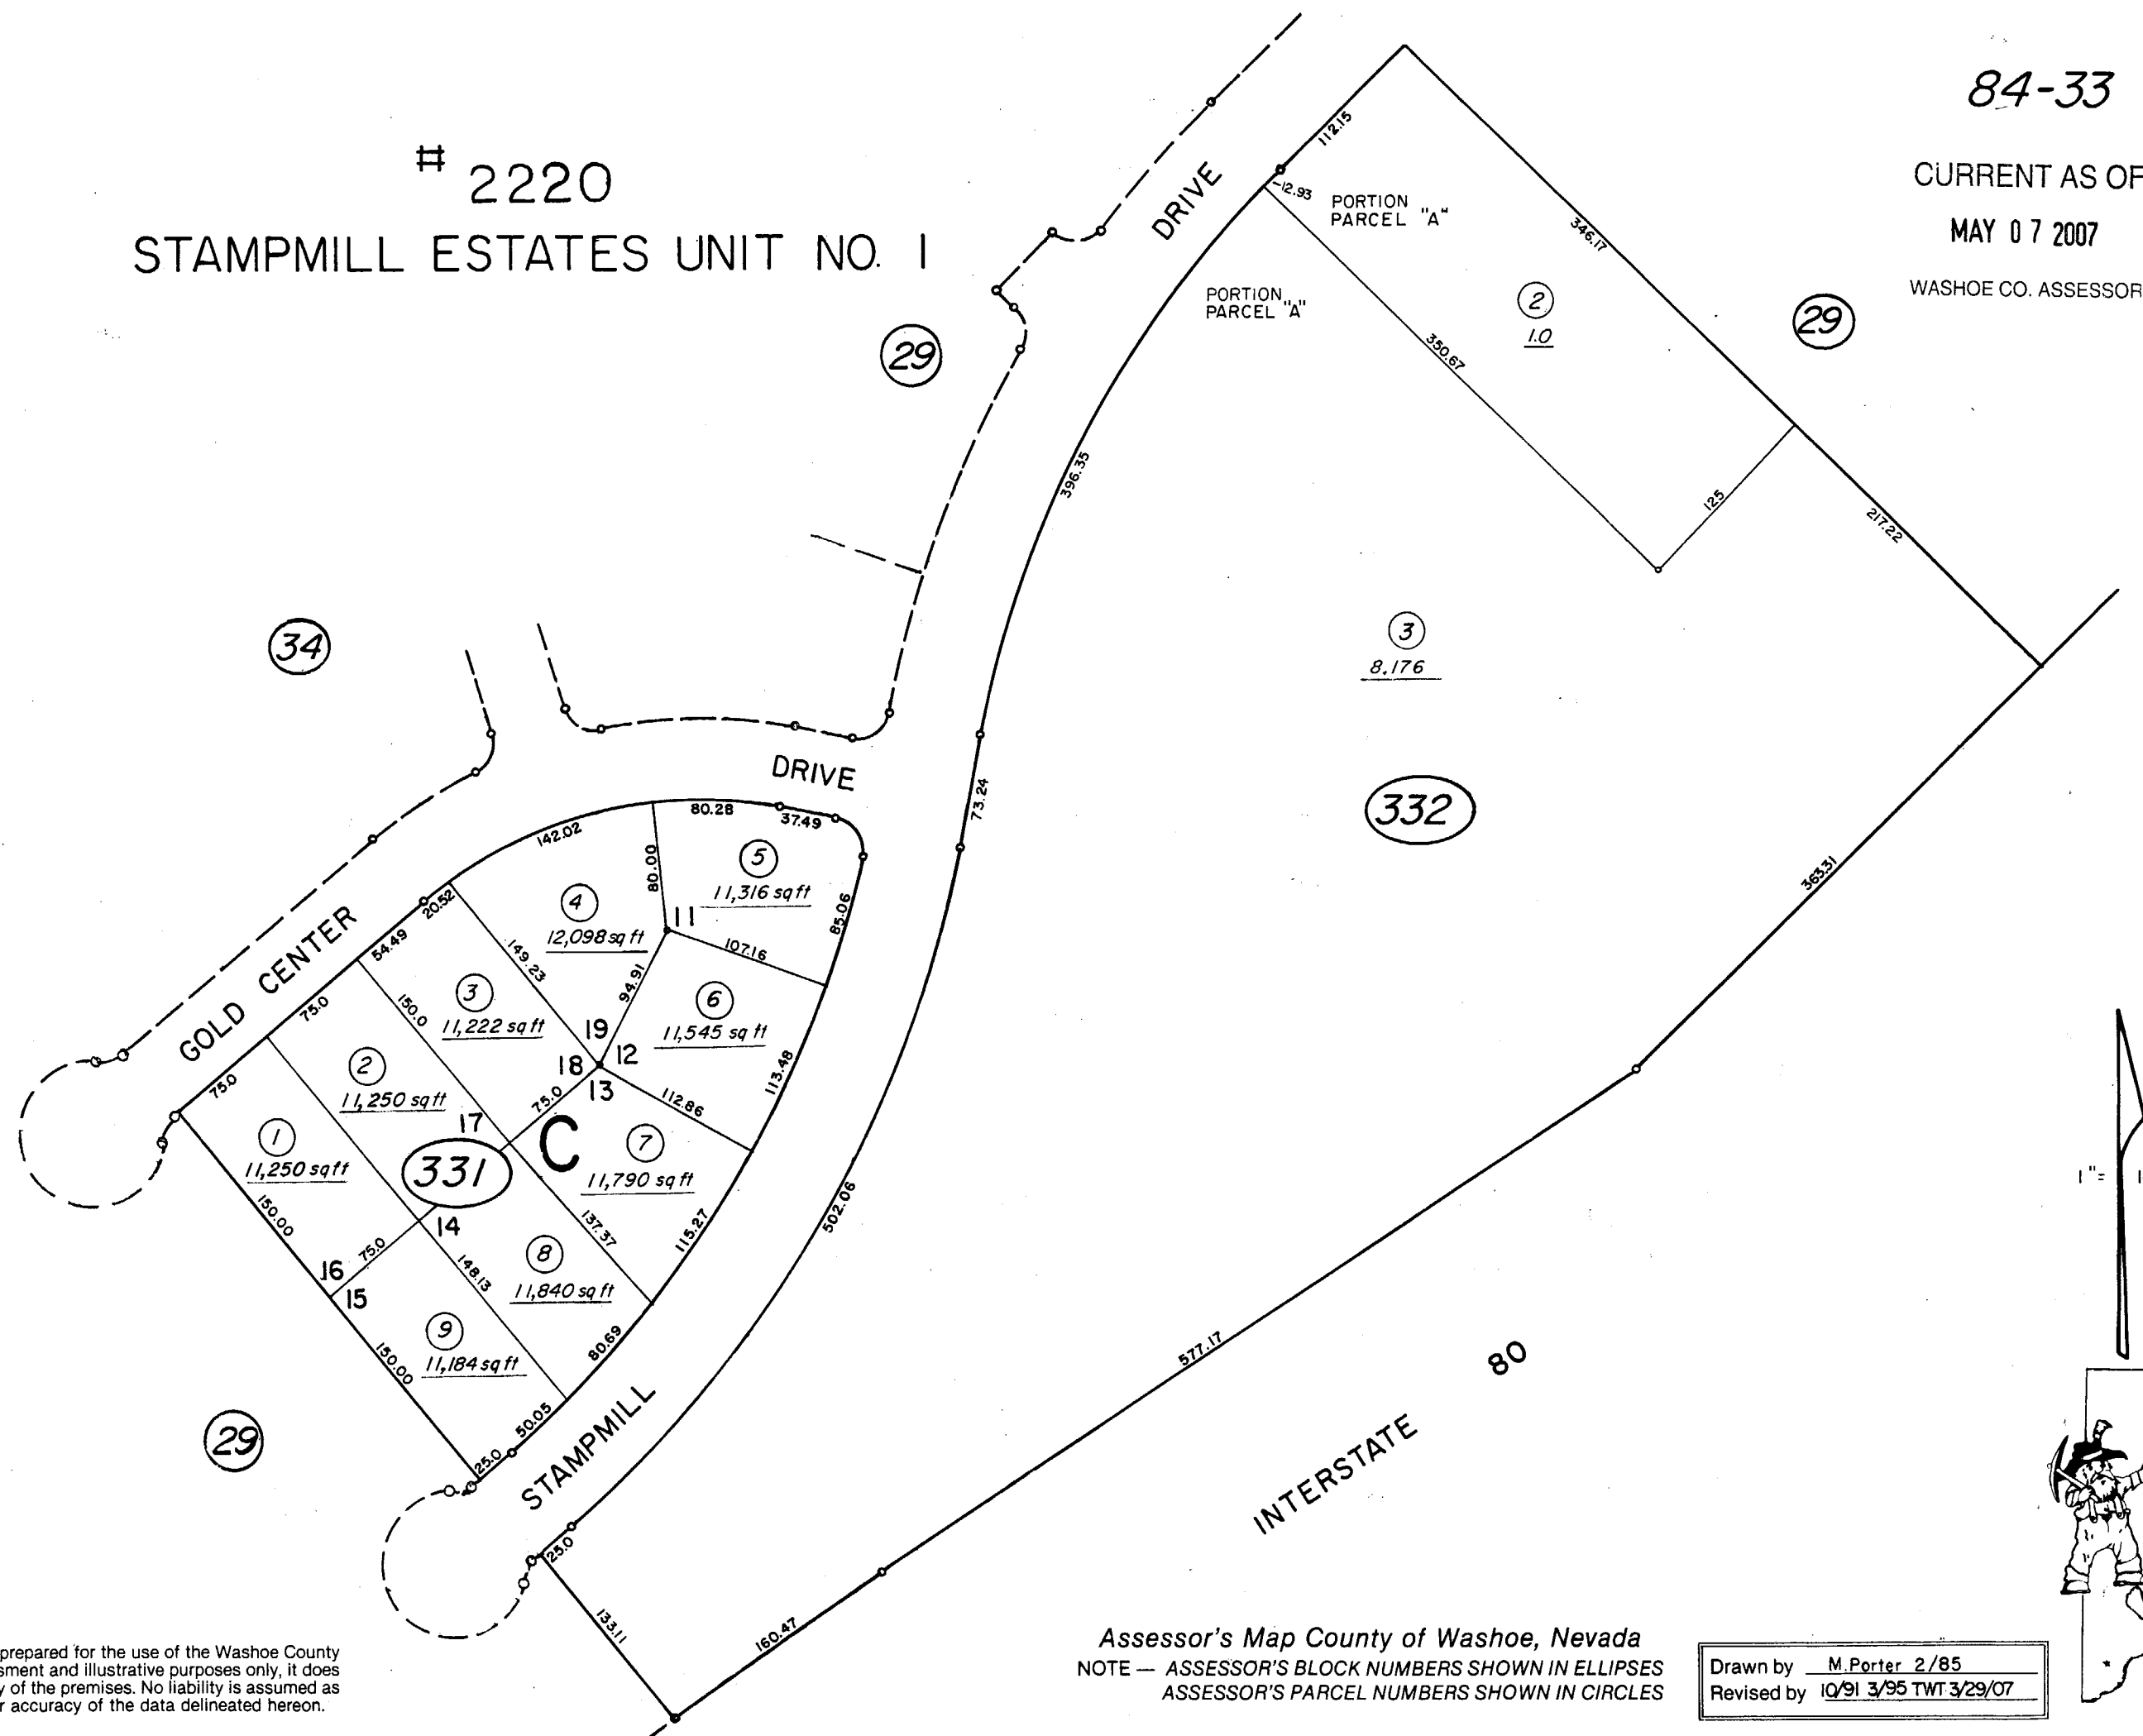 # 2220
STAMPMILL ESTATES UNIT NO. 1
84-33
CURRENT AS OF
MAY 07 2007
WASHOE CO. ASSESSOR
DRIVE
112.15
-12.93
PORTION
PARCEL "A"
PORTION
PARCEL "A"
346.17
2
1.0
29
29
350.67
396.35
125
217.22
34
3
8.176
DRIVE
73.24
332
363.31
80.28
37.49
142.02
80.00
5
11,316 sq ft
4
12,098 sq ft
11
85.06
20.52
54.49
149.23
107.16
94.91
GOLD CENTER
75.0
3
11,222 sq ft
150.0
6
11,545 sq ft
19
12
18
13
113.48
75.0
2
11,250 sq ft
75.0
112.86
17
C
7
11,790 sq ft
1
11,250 sq ft
331
150.00
14
137.37
115.27
502.06
75.0
16
15
148.13
8
11,840 sq ft
9
11,184 sq ft
150.00
80.69
577.17
80
29
50.05
25.0
STAMPMILL
INTERSTATE
25.0
133.11
160.47
1"=
prepared for the use of the Washoe County
sment and illustrative purposes only, it does
y of the premises. No liability is assumed as
r accuracy of the data delineated hereon.
Assessor's Map County of Washoe, Nevada
NOTE — ASSESSOR'S BLOCK NUMBERS SHOWN IN ELLIPSES
ASSESSOR'S PARCEL NUMBERS SHOWN IN CIRCLES
Drawn by M.Porter 2/85
Revised by 10/91 3/95 TWT 3/29/07